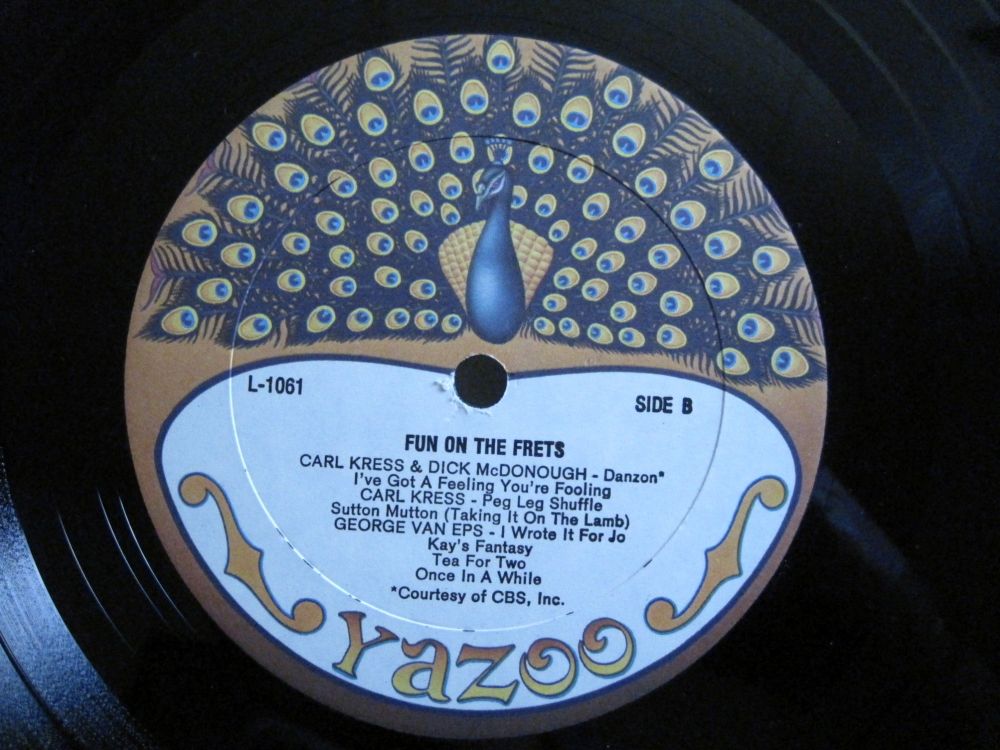 L-1061
SIDE B
FUN ON THE FRETS
CARL KRESS & DICK McDONOUGH - Danzon*
I've Got A Feeling You're Fooling
CARL KRESS - Peg Leg Shuffle
Sutton Mutton (Taking It On The Lamb)
GEORGE VAN EPS - I Wrote It For Jo
Kay's Fantasy
Tea For Two
Once In A While
*Courtesy of CBS, Inc.
Yazoo